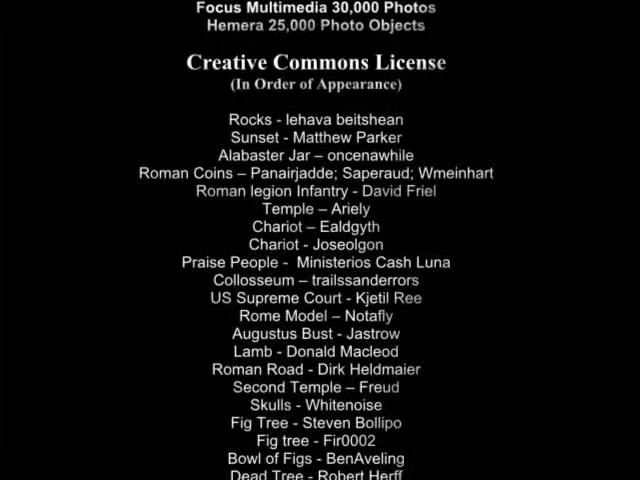 Focus Multimedia 30,000 Photos
Hemera 25,000 Photo Objects
Creative Commons License
(In Order of Appearance)
Rocks - lehava beitshean
Sunset - Matthew Parker
Alabaster Jar – oncenawhile
Roman Coins – Panairjadde; Saperaud; Wmeinhart
Roman legion Infantry - David Friel
Temple – Ariely
Chariot – Ealdgyth
Chariot - Joseolgon
Praise People -  Ministerios Cash Luna
Collosseum – trailssanderrors
US Supreme Court - Kjetil Ree
Rome Model – Notafly
Augustus Bust - Jastrow
Lamb - Donald Macleod
Roman Road - Dirk Heldmaier
Second Temple – Freud
Skulls - Whitenoise
Fig Tree - Steven Bollipo
Fig tree - Fir0002
Bowl of Figs - BenAveling
Dead Tree - Robert Herff